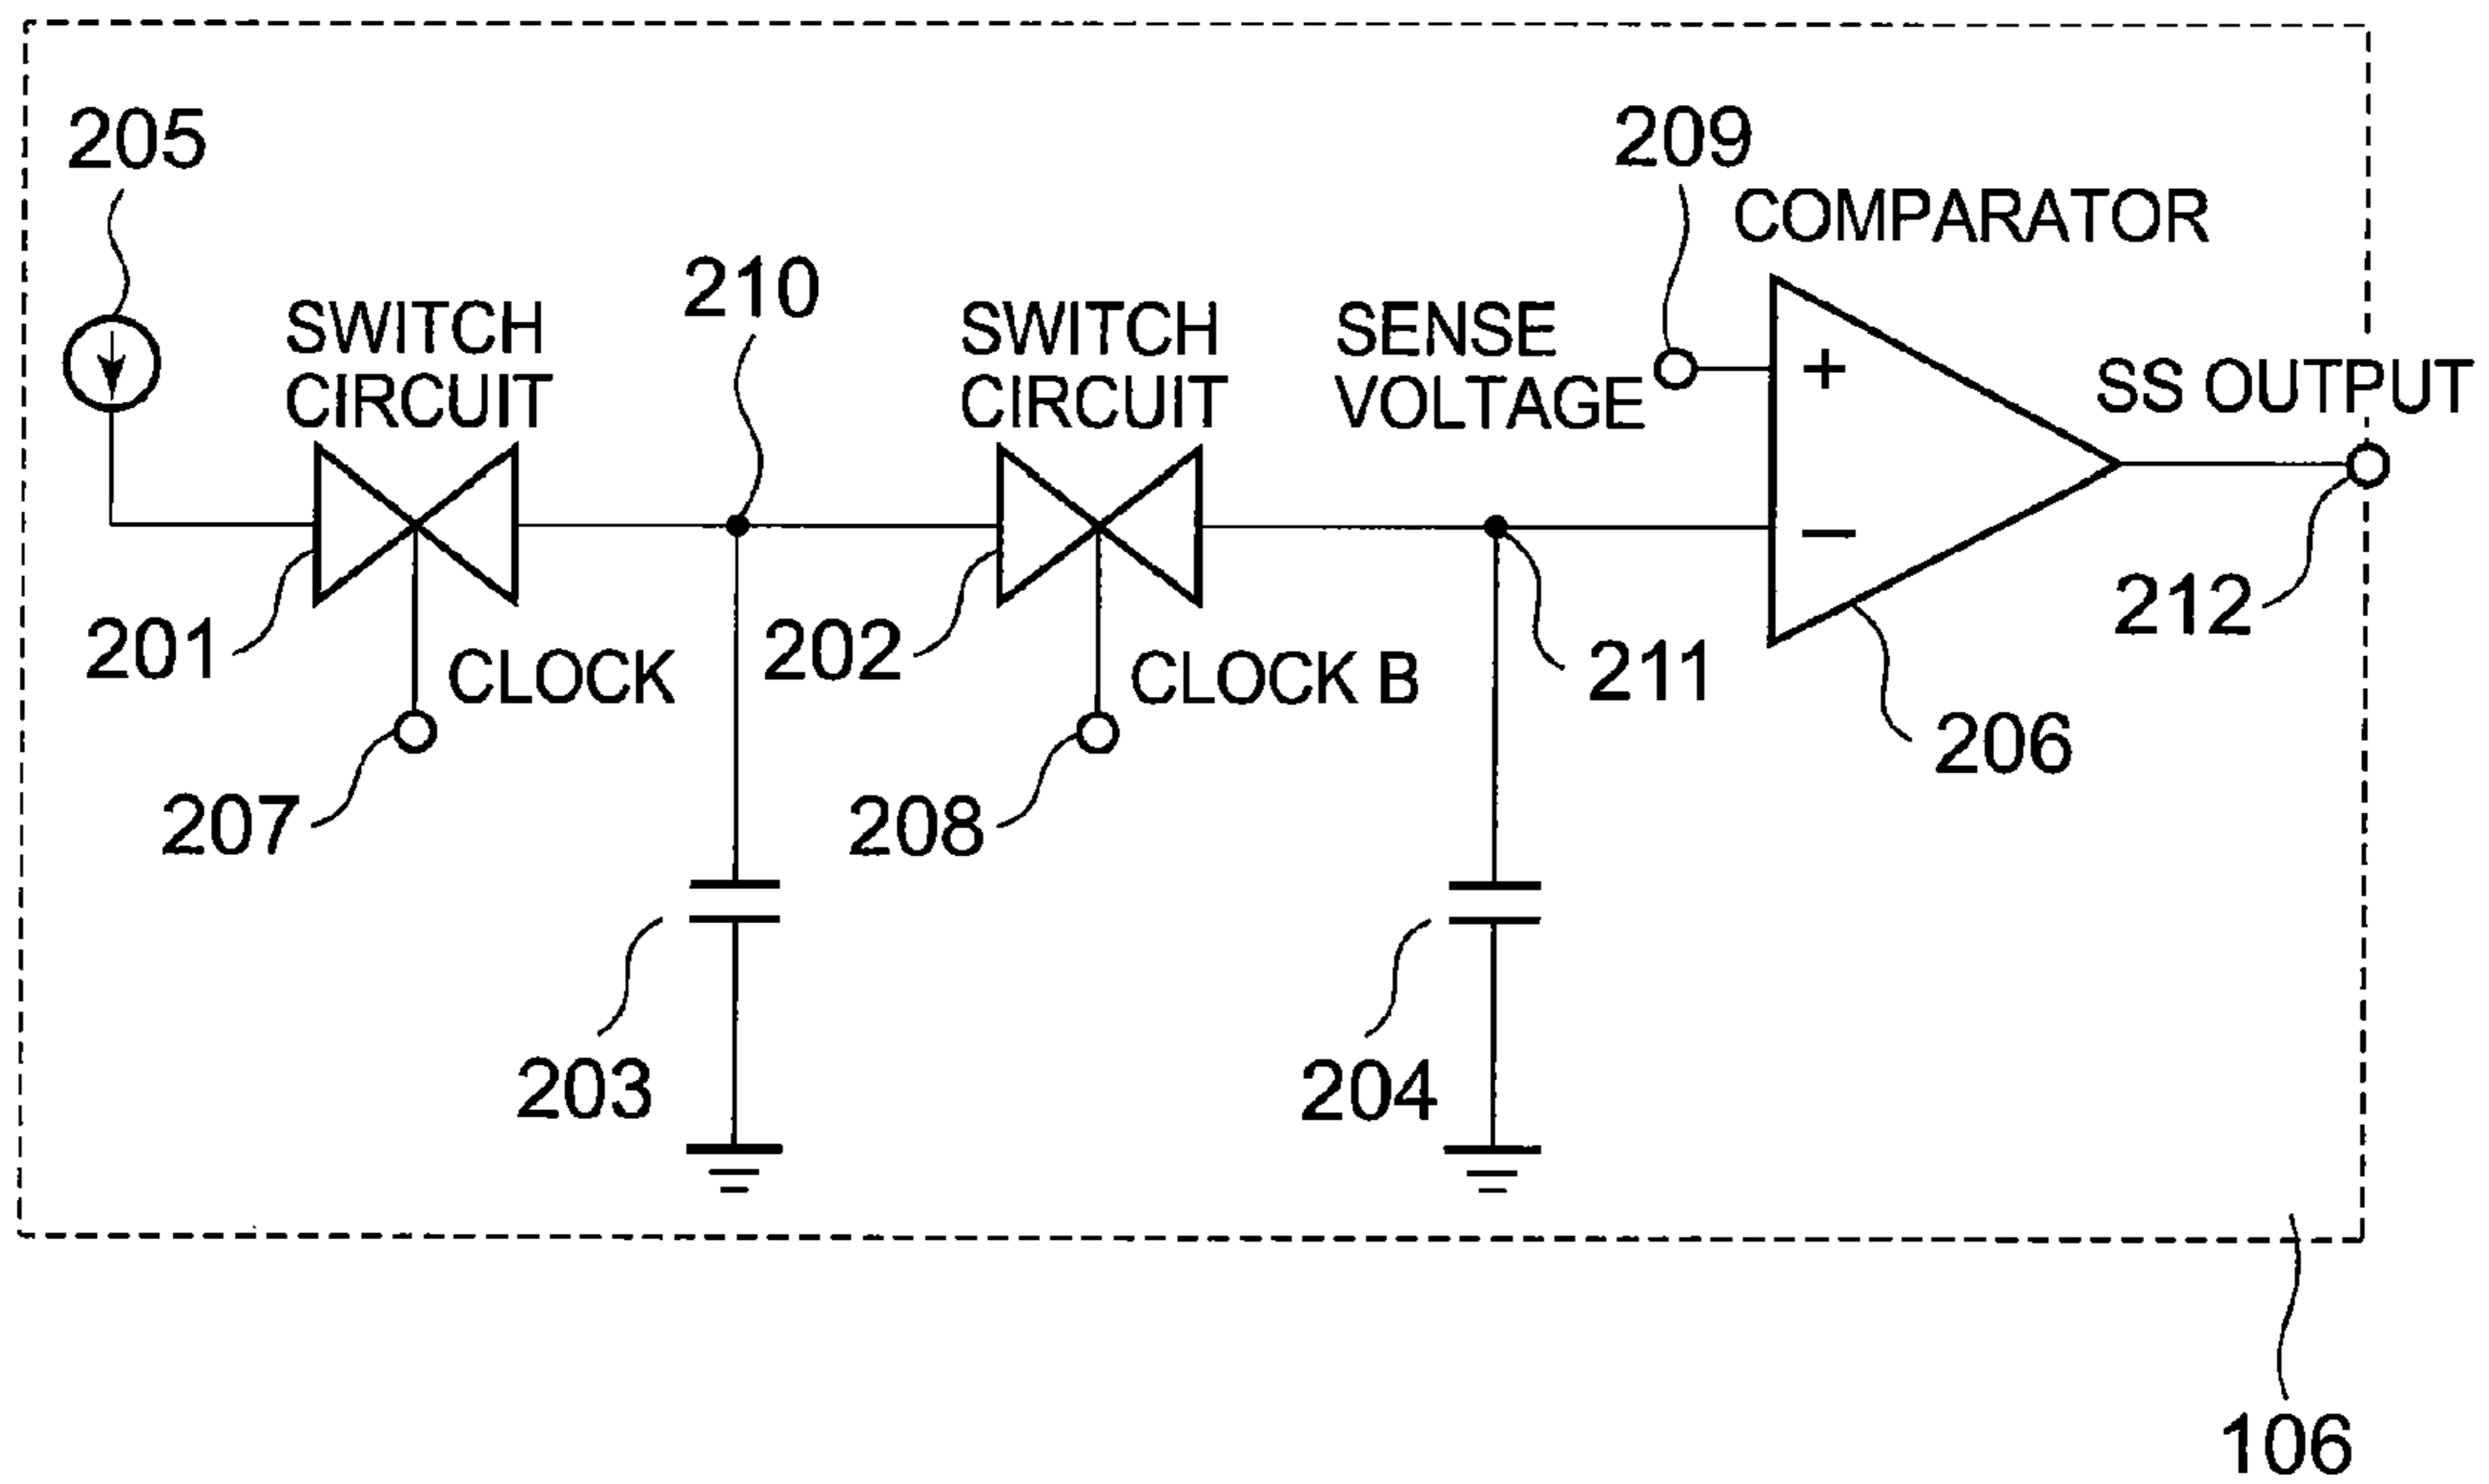 205
209
COMPARATOR
210
SWITCH
CIRCUIT
SWITCH
CIRCUIT
SENSE
VOLTAGE
+
SS OUTPUT
−
201
CLOCK
202
CLOCK B
211
212
206
207
208
203
204
106